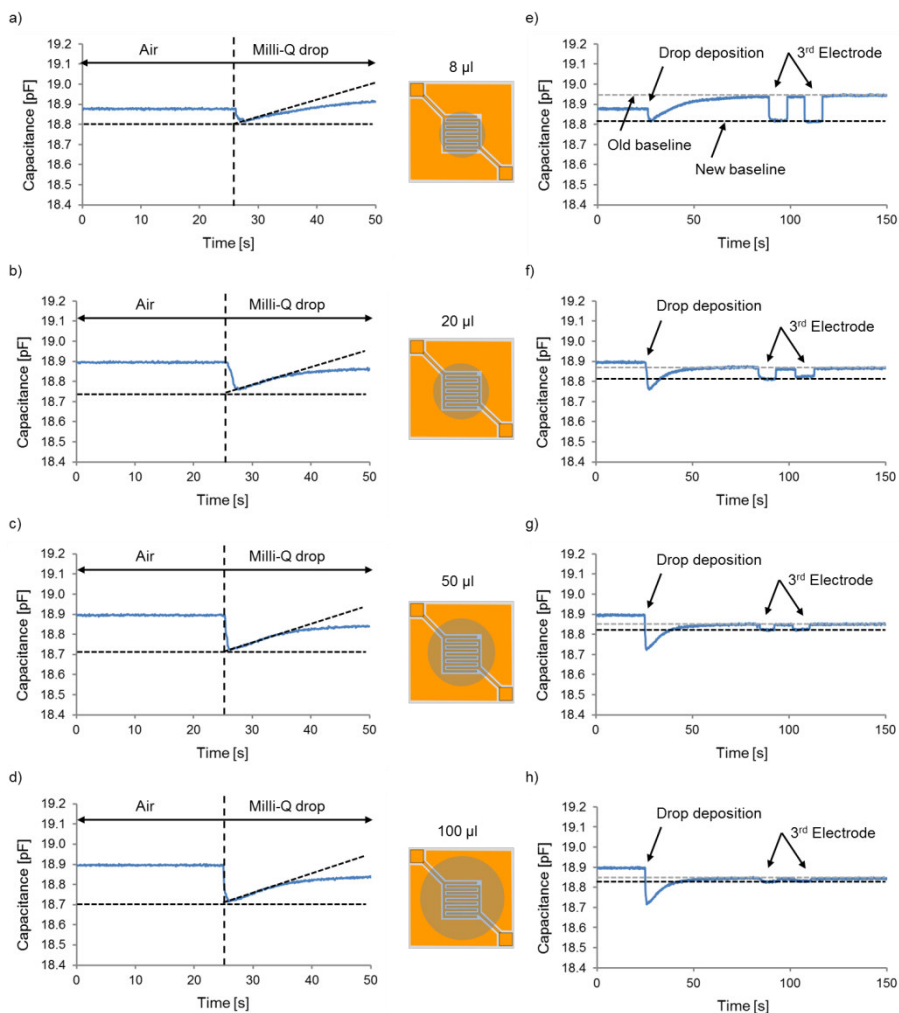 a)
Air
Milli-Q drop
Capacitance [pF]
19.2
19.1
19.0
18.9
18.8
18.7
18.6
18.5
18.4
0 10 20 30 40 50
Time [s]
8 µl
e)
Drop deposition
3rd Electrode
Old baseline
New baseline
Capacitance [pF]
19.2
19.1
19.0
18.9
18.8
18.7
18.6
18.5
18.4
0 50 100 150
Time [s]
b)
Air
Milli-Q drop
Capacitance [pF]
19.2
19.1
19.0
18.9
18.8
18.7
18.6
18.5
18.4
0 10 20 30 40 50
Time [s]
20 µl
f)
Drop deposition
3rd Electrode
Capacitance [pF]
19.2
19.1
19.0
18.9
18.8
18.7
18.6
18.5
18.4
0 50 100 150
Time [s]
c)
Air
Milli-Q drop
Capacitance [pF]
19.2
19.1
19.0
18.9
18.8
18.7
18.6
18.5
18.4
0 10 20 30 40 50
Time [s]
50 µl
g)
Drop deposition
3rd Electrode
Capacitance [pF]
19.2
19.1
19.0
18.9
18.8
18.7
18.6
18.5
18.4
0 50 100 150
Time [s]
d)
Air
Milli-Q drop
Capacitance [pF]
19.2
19.1
19.0
18.9
18.8
18.7
18.6
18.5
18.4
0 10 20 30 40 50
Time [s]
100 µl
h)
Drop deposition
3rd Electrode
Capacitance [pF]
19.2
19.1
19.0
18.9
18.8
18.7
18.6
18.5
18.4
0 50 100 150
Time [s]